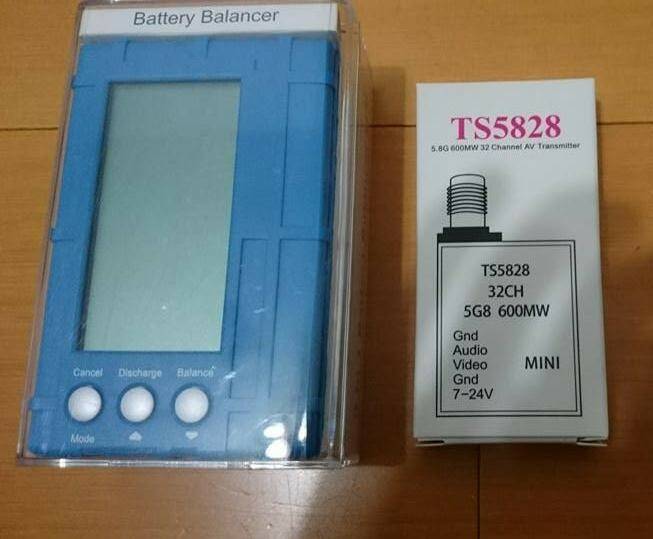 Battery Balancer
Cancel Discharge Balance
Mode
TS5828
5.8G 600MW 32 Channel AV Transmitter
TS5828
32CH
5G8 600MW
Gnd
Audio
Video
Gnd
7-24V
MINI